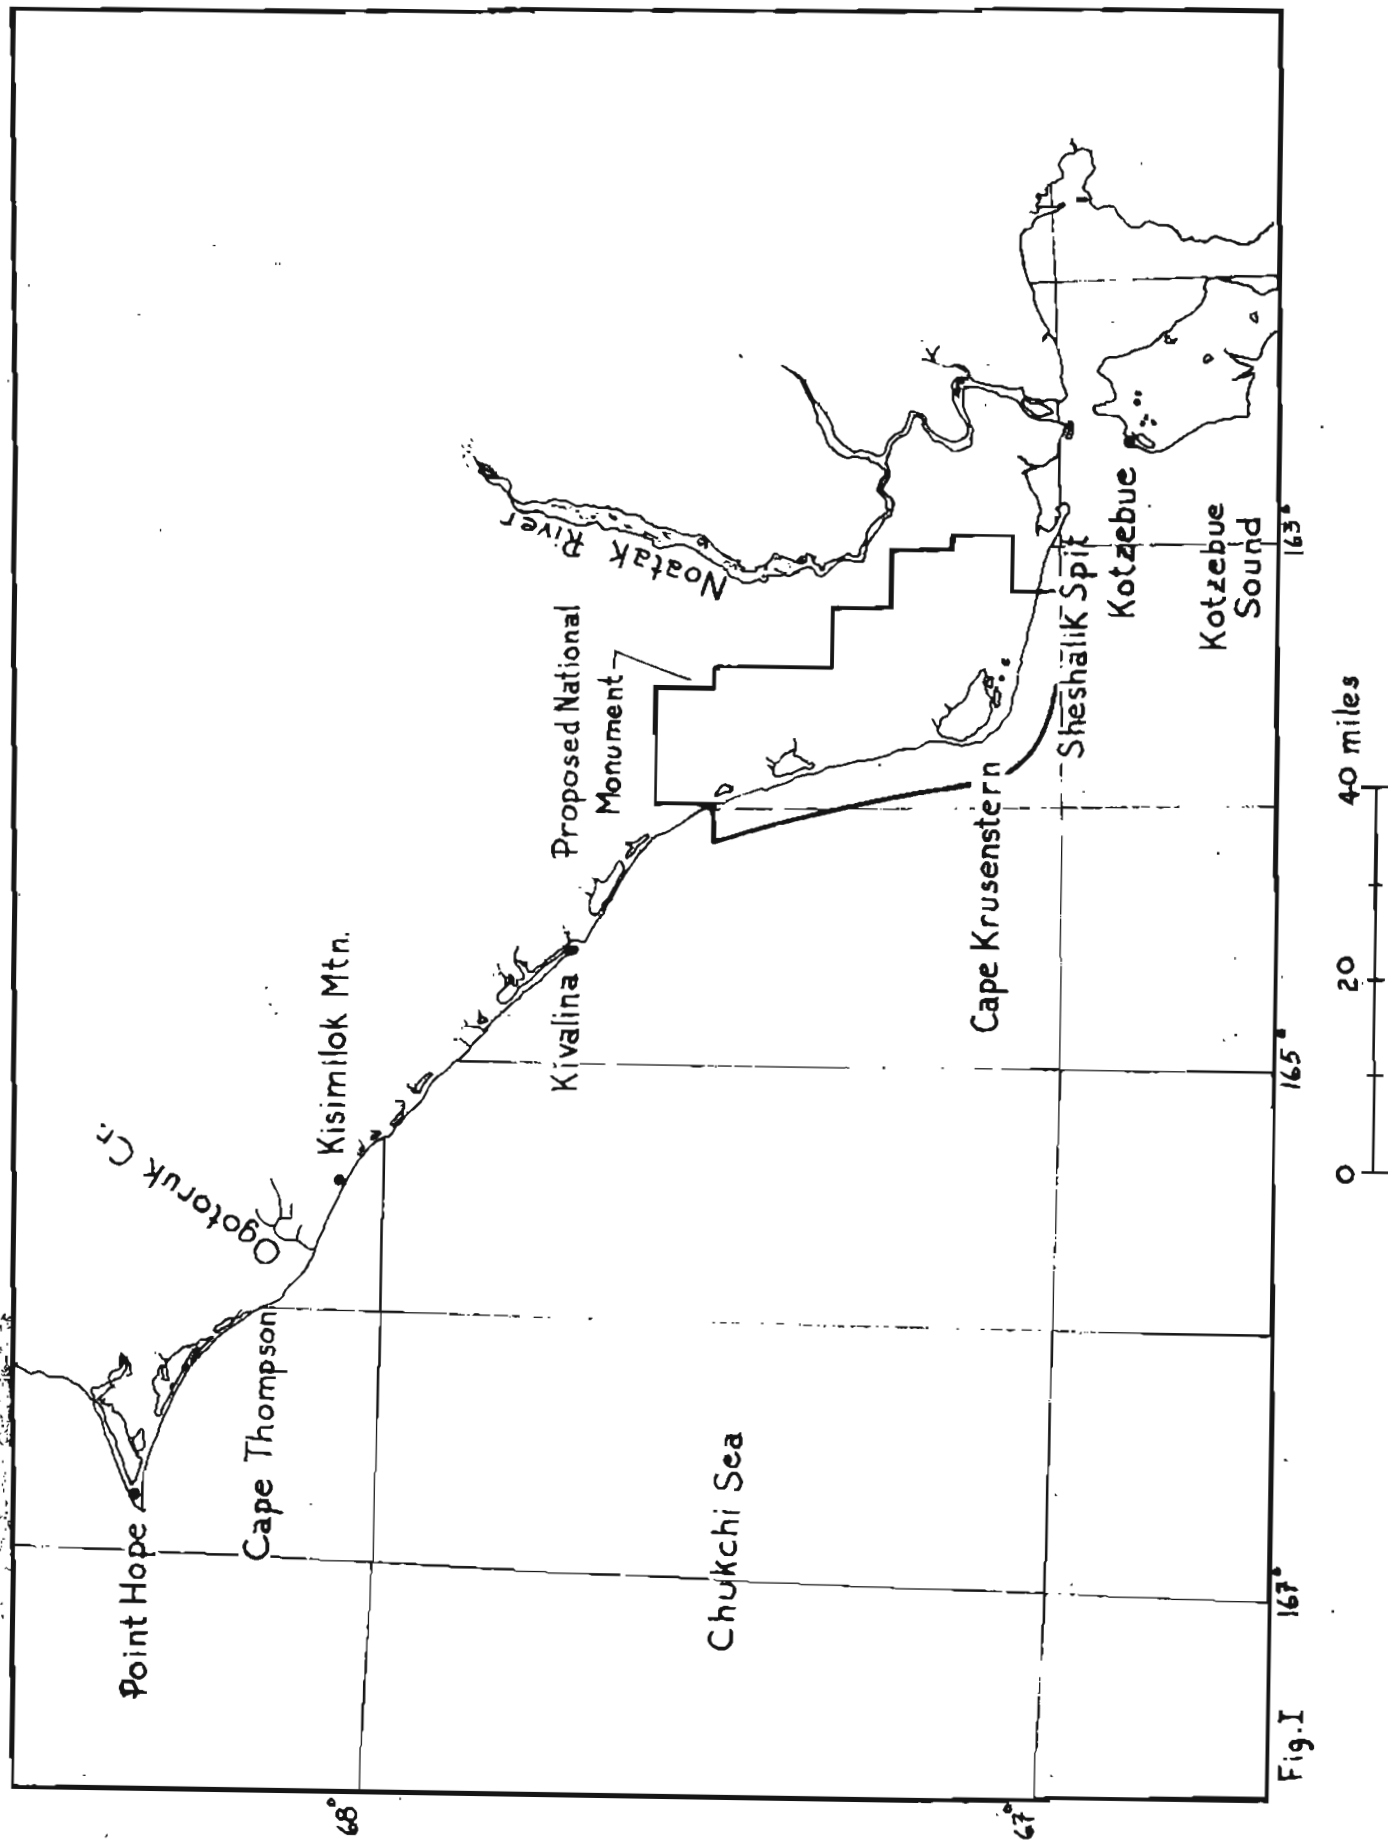 Point Hope
Cape Thompson
Ogotoruk Cr.
Kisimilok Mtn.
Kivalina
Proposed National
Monument
Noatak
River
Cape Krusenstern
Sheshalik Spit
Kotzebue
Kotzebue
Sound
Chukchi Sea
68°
67°
167°
165°
163°
Fig. I
0 20 40 miles